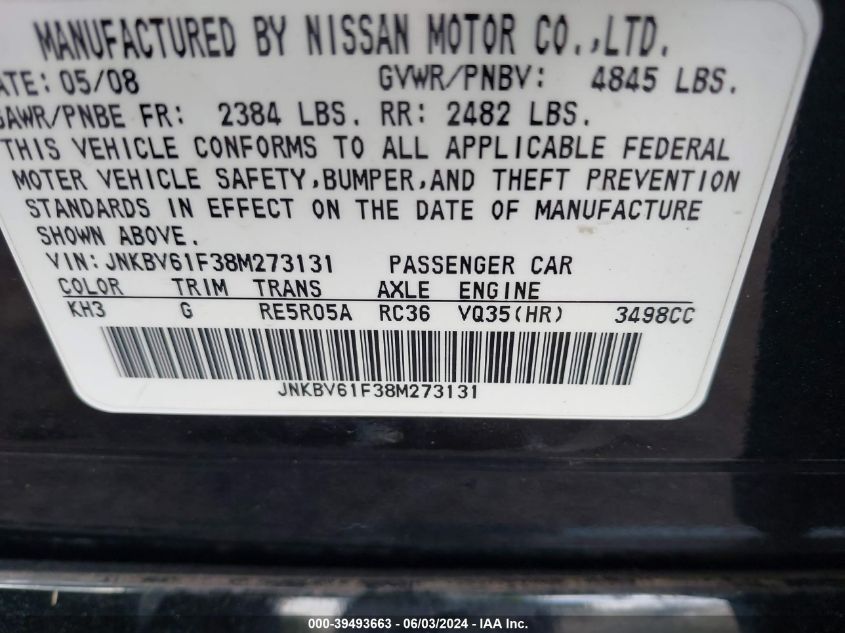 MANUFACTURED BY NISSAN MOTOR CO.,LTD.
ATE: 05/08 GVWR/PNBV: 4845 LBS.
GAWR/PNBE FR: 2384 LBS. RR: 2482 LBS.
THIS VEHICLE CONFORMS TO ALL APPLICABLE FEDERAL
MOTER VEHICLE SAFETY,BUMPER,AND THEFT PREVENTION
STANDARDS IN EFFECT ON THE DATE OF MANUFACTURE
SHOWN ABOVE.
VIN: JNKBV61F38M273131 PASSENGER CAR
COLOR TRIM TRANS AXLE ENGINE
KH3 G RE5R05A RC36 VQ35(HR) 3498CC
JNKBV61F38M273131
000-39493663 / 06/03/2024 - IAA Inc.